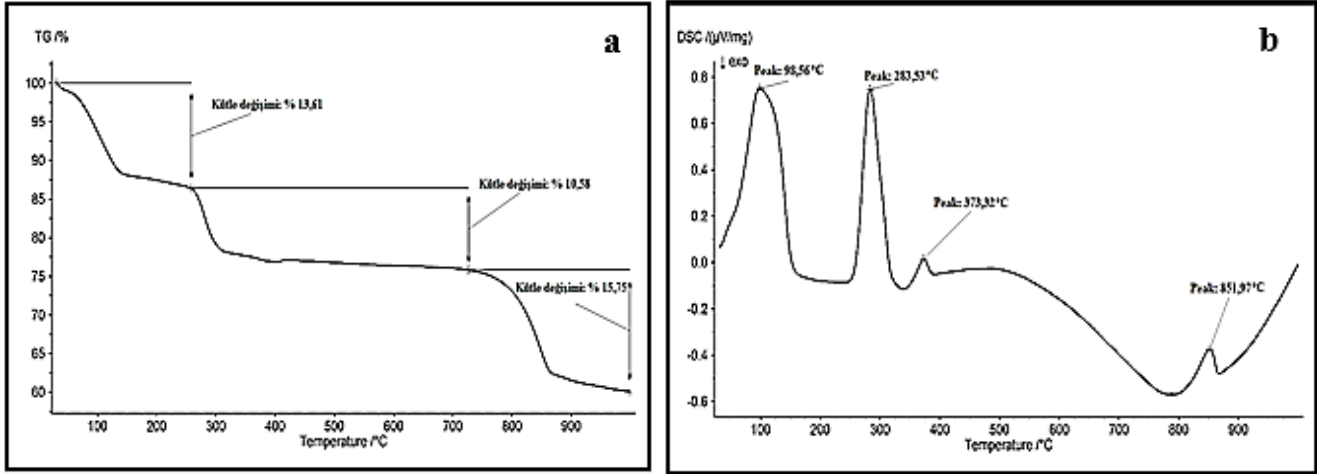 TG /%
a
100
Kütle değişimi: % 13,61
95
90
85
Kütle değişimi: % 10,58
80
75
Kütle değişimi: % 15,75
70
65
60
100 200 300 400 500 600 700 800 900
Temperature /°C
DSC /(µV/mg)
b
↓ exo
Peak: 98,56°C
Peak: 283,53°C
0.8
0.6
0.4
Peak: 373,32°C
0.2
0.0
Peak: 851,97°C
-0.2
-0.4
-0.6
100 200 300 400 500 600 700 800 900
Temperature /°C